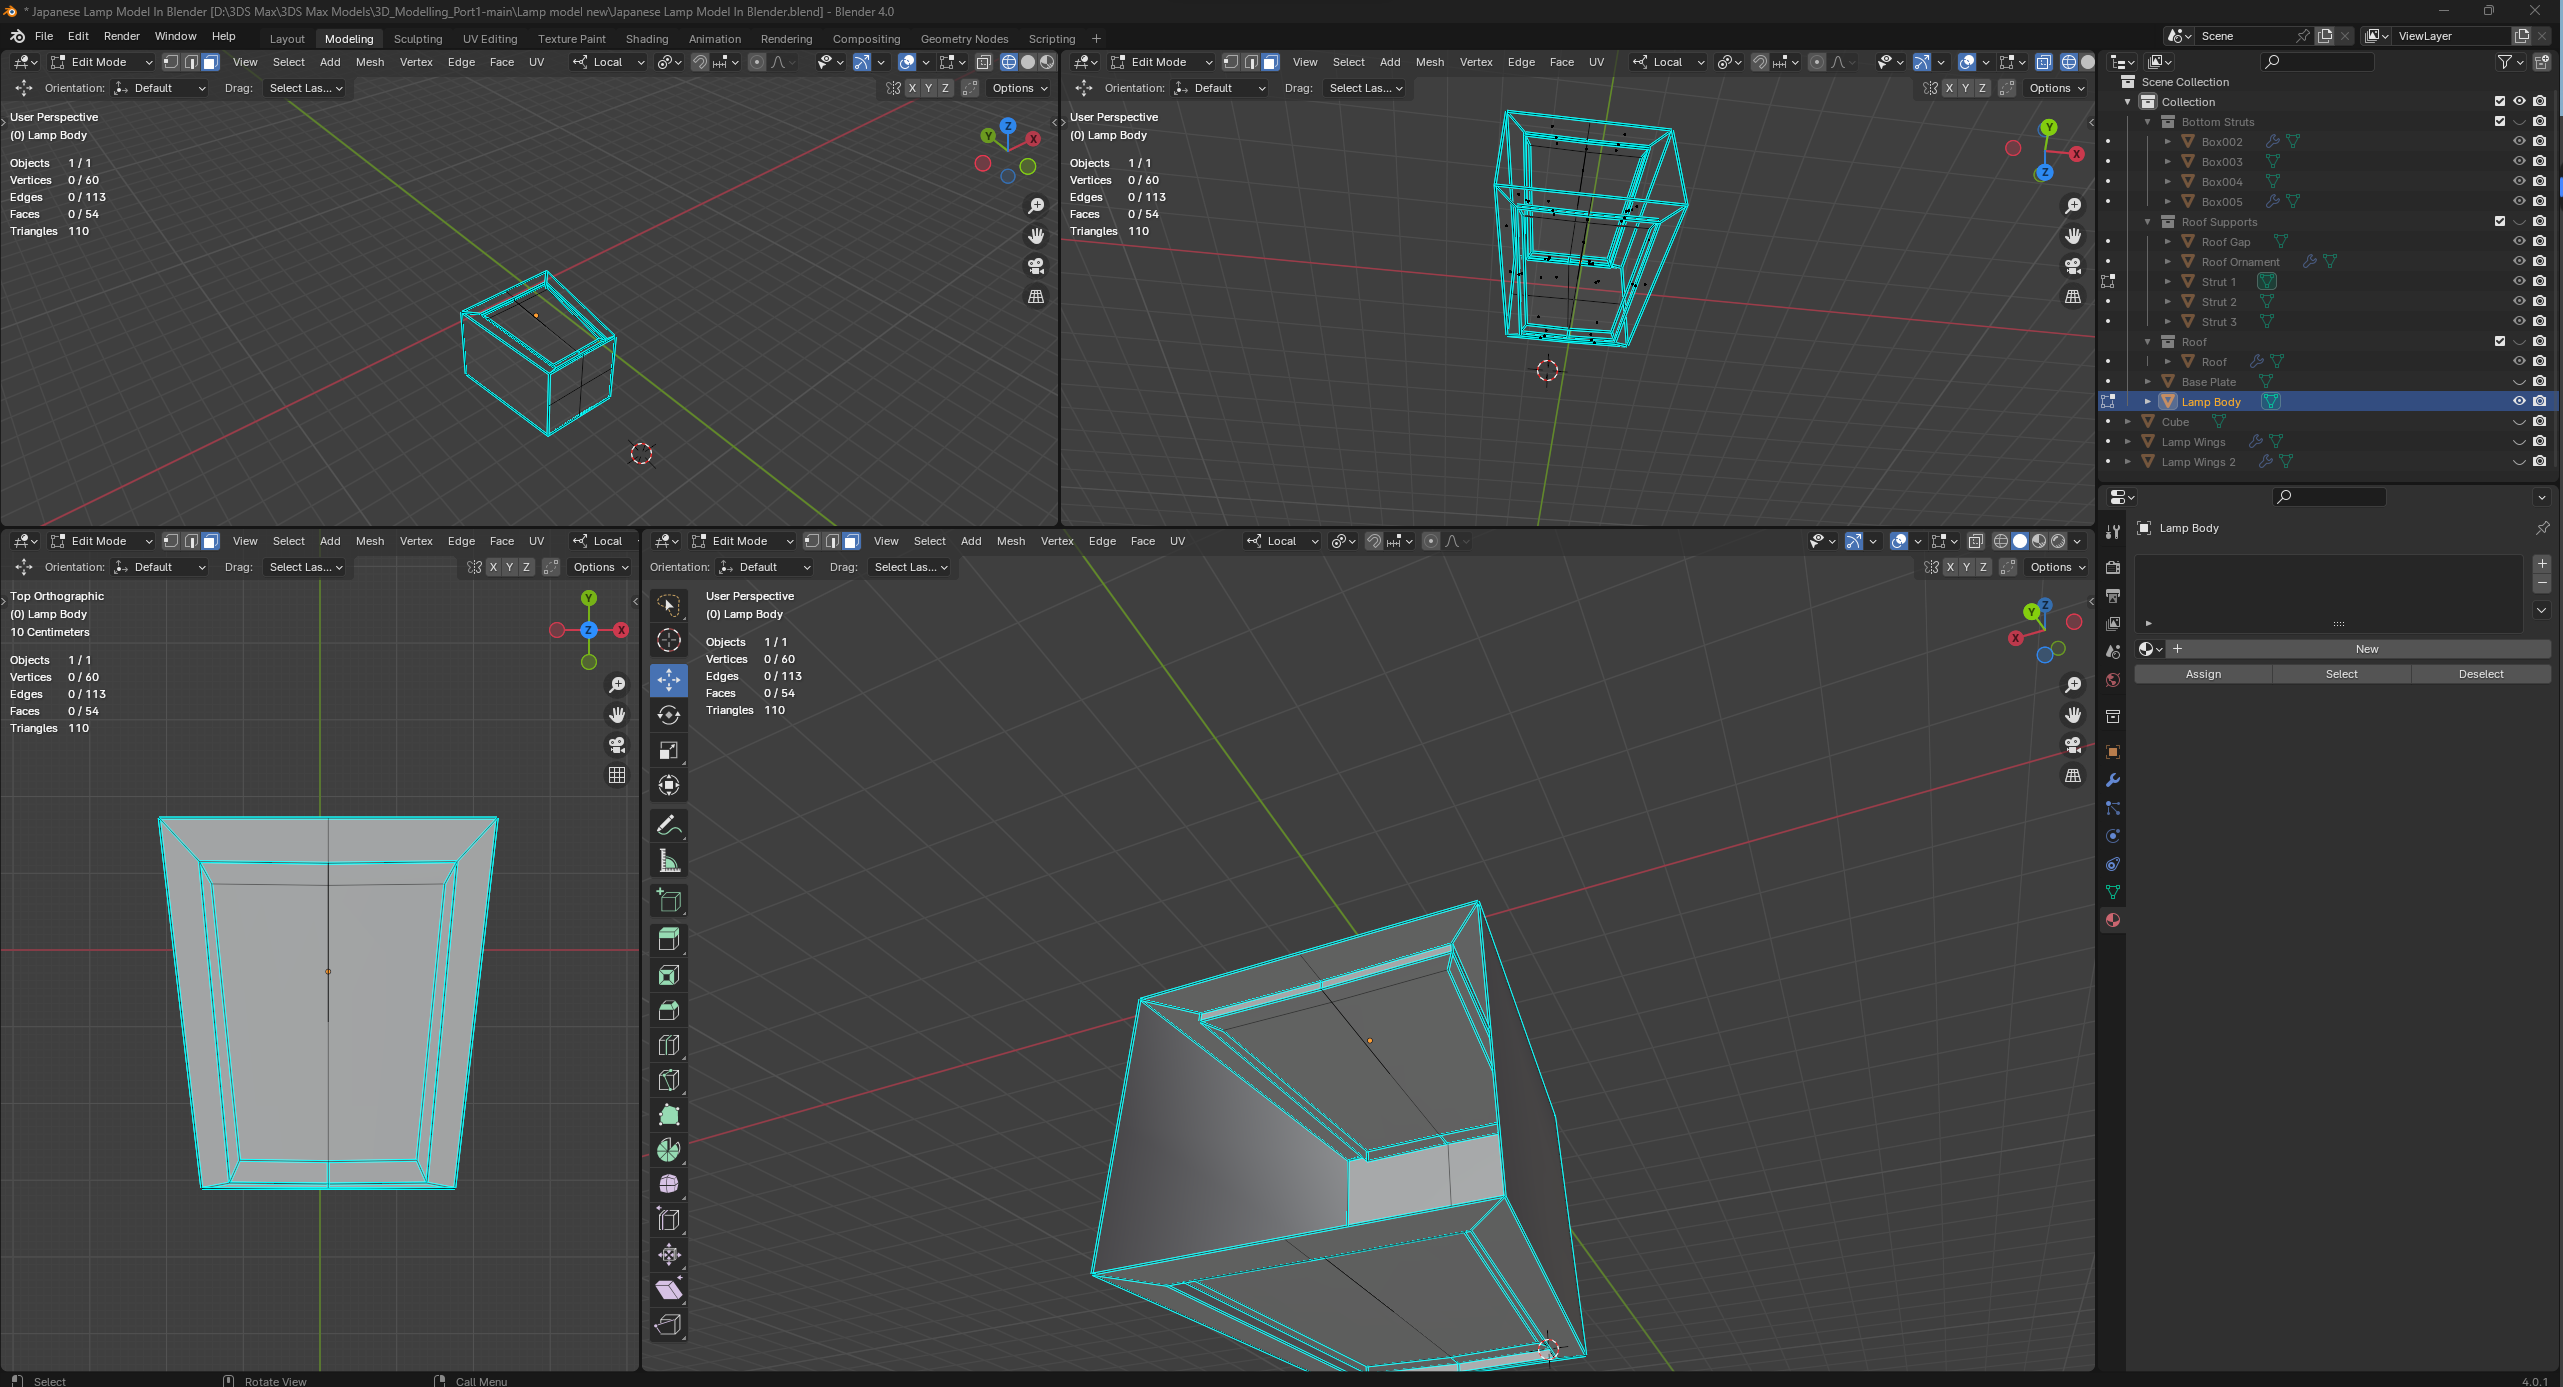 * Japanese Lamp Model In Blender [D:\3DS Max\3DS Max Models\3D_Modelling_Port1-main\Lamp model new\Japanese Lamp Model In Blender.blend] - Blender 4.0
File Edit Render Window Help Layout Modeling Sculpting UV Editing Texture Paint Shading Animation Rendering Compositing Geometry Nodes Scripting Scene ViewLayer
Edit Mode View Select Add Mesh Vertex Edge Face UV Local
Orientation: Default Drag: Select Las... X Y Z Options
User Perspective
(0) Lamp Body
Objects 1 / 1
Vertices 0 / 60
Edges 0 / 113
Faces 0 / 54
Triangles 110
Z
Y
X
Edit Mode View Select Add Mesh Vertex Edge Face UV Local
Orientation: Default Drag: Select Las... X Y Z Options
User Perspective
(0) Lamp Body
Objects 1 / 1
Vertices 0 / 60
Edges 0 / 113
Faces 0 / 54
Triangles 110
Y
X
Z
Edit Mode View Select Add Mesh Vertex Edge Face UV Local
Orientation: Default Drag: Select Las... X Y Z Options
Top Orthographic
(0) Lamp Body
10 Centimeters
Objects 1 / 1
Vertices 0 / 60
Edges 0 / 113
Faces 0 / 54
Triangles 110
Y
Z
X
Edit Mode View Select Add Mesh Vertex Edge Face UV Local
Orientation: Default Drag: Select Las... X Y Z Options
User Perspective
(0) Lamp Body
Objects 1 / 1
Vertices 0 / 60
Edges 0 / 113
Faces 0 / 54
Triangles 110
Z
Y
X
Scene Collection
Collection
Bottom Struts
Box002
Box003
Box004
Box005
Roof Supports
Roof Gap
Roof Ornament
Strut 1
Strut 2
Strut 3
Roof
Roof
Base Plate
Lamp Body
Cube
Lamp Wings
Lamp Wings 2
Lamp Body
New
Assign Select Deselect
Select Rotate View Call Menu 4.0.1